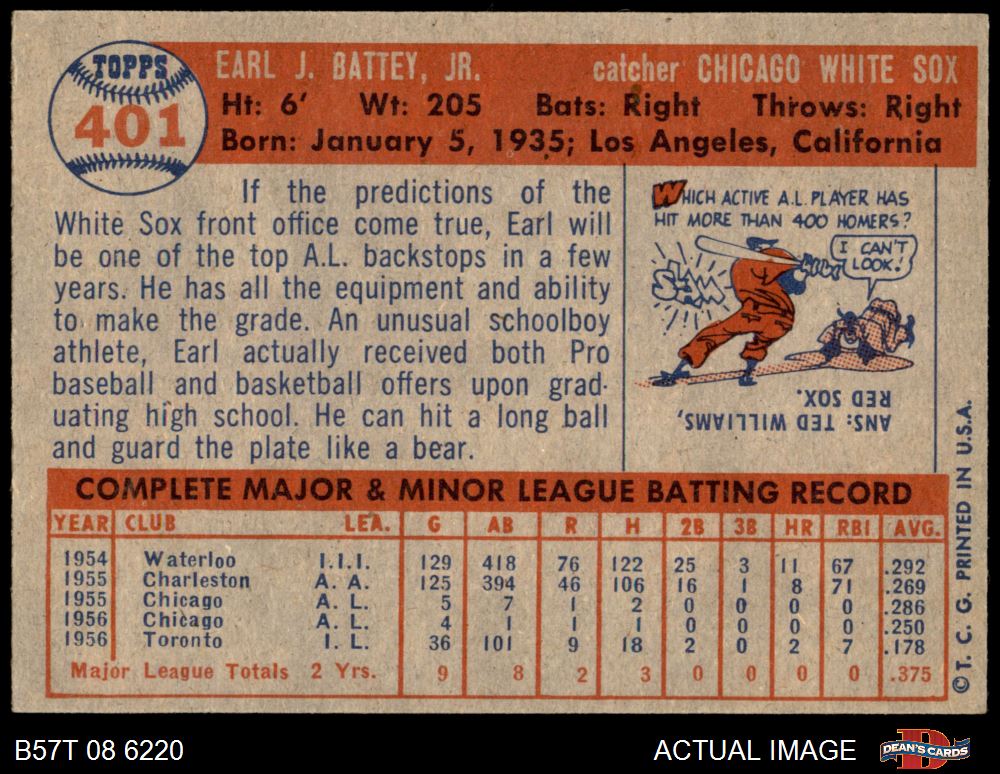 TOPPS
401
EARL J. BATTEY, JR. catcher CHICAGO WHITE SOX
Ht: 6' Wt: 205 Bats: Right Throws: Right
Born: January 5, 1935; Los Angeles, California
If the predictions of the
White Sox front office come true, Earl will
be one of the top A.L. backstops in a few
years. He has all the equipment and ability
to make the grade. An unusual schoolboy
athlete, Earl actually received both Pro
baseball and basketball offers upon grad-
uating high school. He can hit a long ball
and guard the plate like a bear.
WHICH ACTIVE A.L. PLAYER HAS
HIT MORE THAN 400 HOMERS?
I CAN'T
LOOK!
ANS: TED WILLIAMS,
RED SOX.
COMPLETE MAJOR & MINOR LEAGUE BATTING RECORD
YEAR CLUB LEA. G AB R H 2B 3B HR RBI AVG.
1954 Waterloo I.I.I. 129 418 76 122 25 3 11 67 .292
1955 Charleston A. A. 125 394 46 106 16 1 8 71 .269
1955 Chicago A. L. 5 7 1 2 0 0 0 0 .286
1956 Chicago A. L. 4 1 1 1 0 0 0 0 .250
1956 Toronto I. L. 36 101 9 18 2 0 2 7 .178
Major League Totals 2 Yrs. 9 8 2 3 0 0 0 0 .375
© T. C. G. PRINTED IN U.S.A.
B57T 08 6220
ACTUAL IMAGE
DEAN'S CARDS